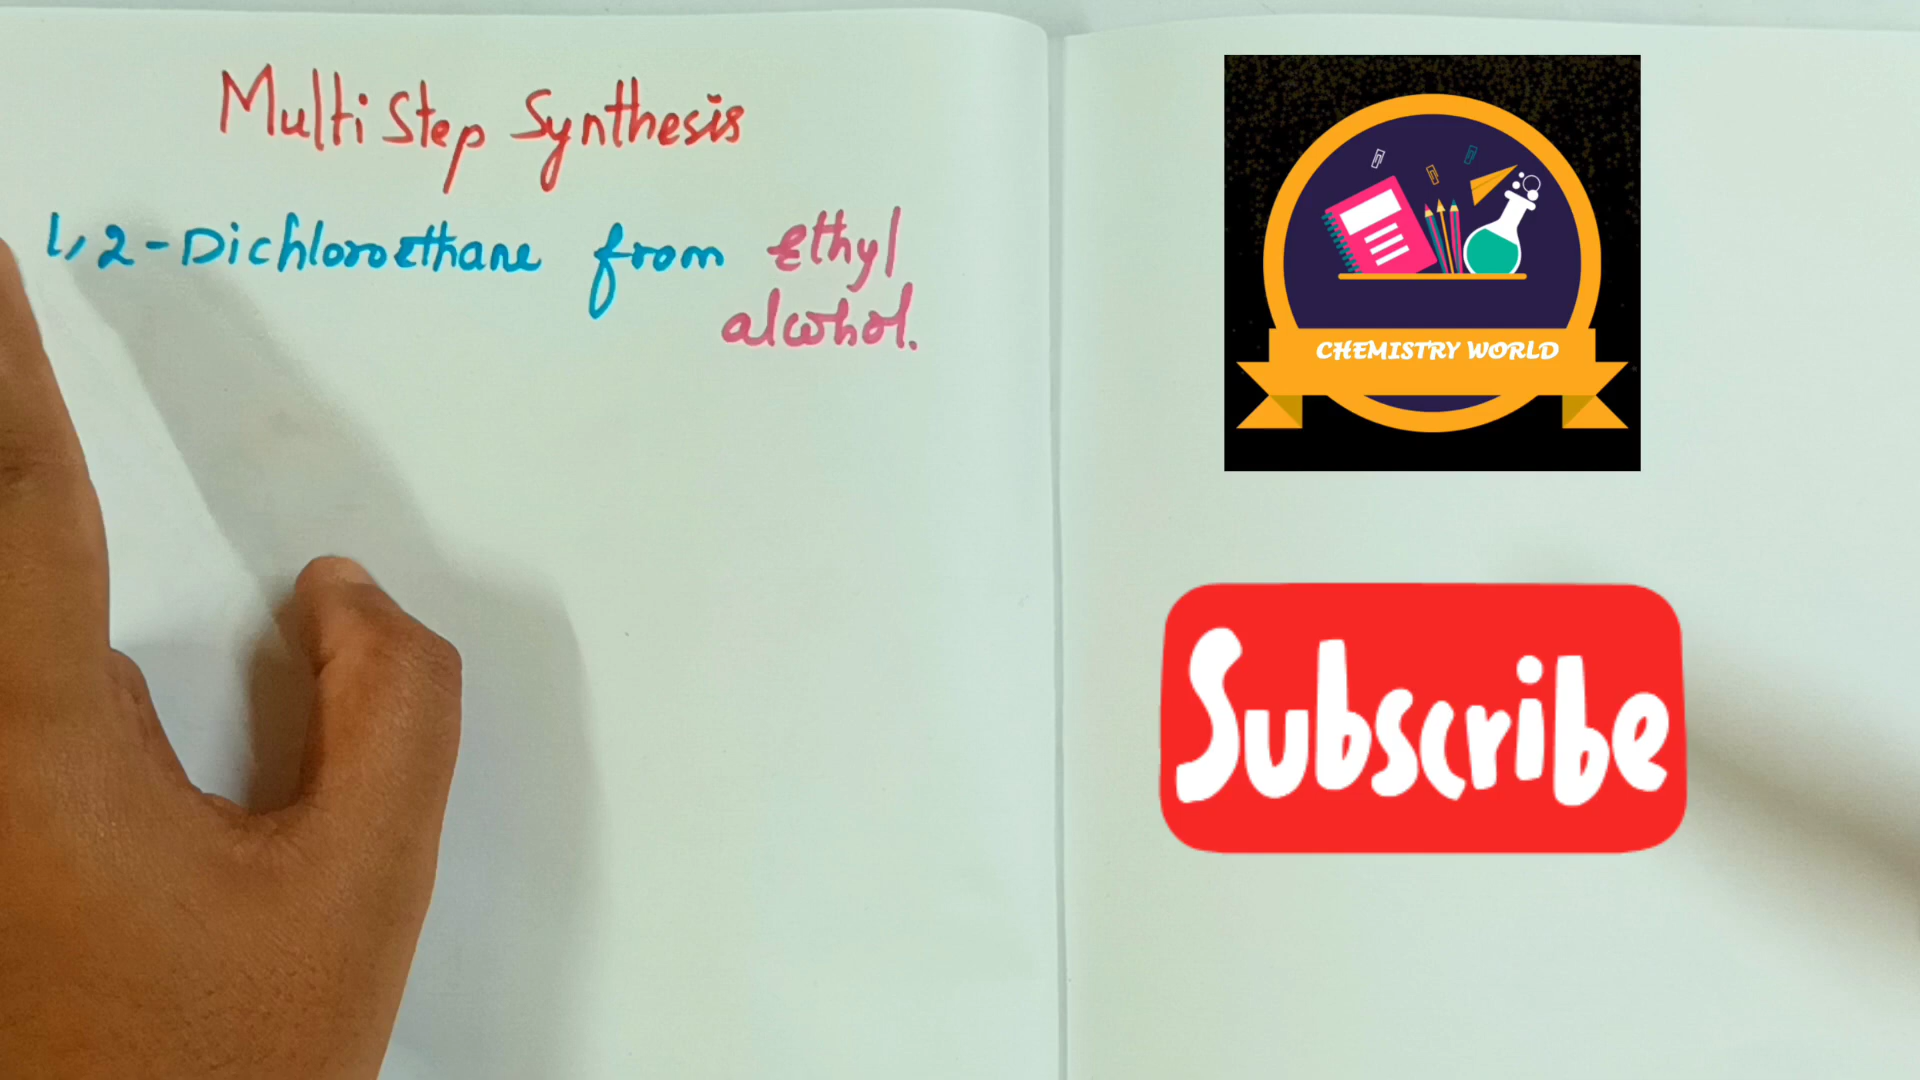 Multi Step Synthesis
1,2-Dichloroethane from Ethyl
alcohol.
CHEMISTRY WORLD
Subscribe